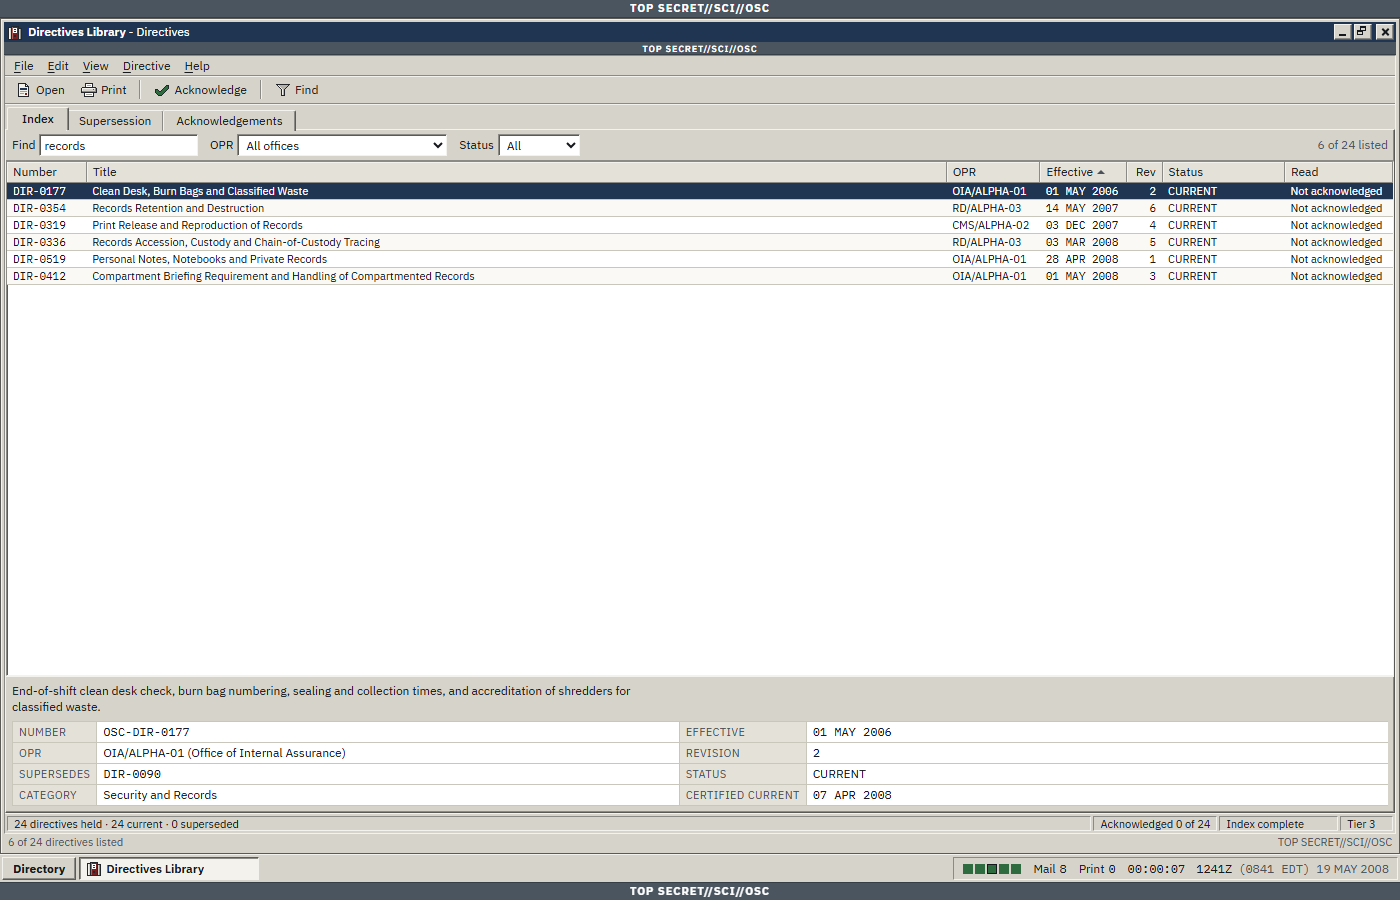 TOP SECRET//SCI//OSC
Directives Library - Directives
TOP SECRET//SCI//OSC
File Edit View Directive Help
Open Print Acknowledge Find
Index Supersession Acknowledgements
Find records OPR All offices Status All 6 of 24 listed
Number Title OPR Effective Rev Status Read
DIR-0177 Clean Desk, Burn Bags and Classified Waste OIA/ALPHA-01 01 MAY 2006 2 CURRENT Not acknowledged
DIR-0354 Records Retention and Destruction RD/ALPHA-03 14 MAY 2007 6 CURRENT Not acknowledged
DIR-0319 Print Release and Reproduction of Records CMS/ALPHA-02 03 DEC 2007 4 CURRENT Not acknowledged
DIR-0336 Records Accession, Custody and Chain-of-Custody Tracing RD/ALPHA-03 03 MAR 2008 5 CURRENT Not acknowledged
DIR-0519 Personal Notes, Notebooks and Private Records OIA/ALPHA-01 28 APR 2008 1 CURRENT Not acknowledged
DIR-0412 Compartment Briefing Requirement and Handling of Compartmented Records OIA/ALPHA-01 01 MAY 2008 3 CURRENT Not acknowledged
End-of-shift clean desk check, burn bag numbering, sealing and collection times, and accreditation of shredders for
classified waste.
NUMBER OSC-DIR-0177 EFFECTIVE 01 MAY 2006
OPR OIA/ALPHA-01 (Office of Internal Assurance) REVISION 2
SUPERSEDES DIR-0090 STATUS CURRENT
CATEGORY Security and Records CERTIFIED CURRENT 07 APR 2008
24 directives held · 24 current · 0 superseded Acknowledged 0 of 24 Index complete Tier 3
6 of 24 directives listed TOP SECRET//SCI//OSC
Directory Directives Library Mail 8 Print 0 00:00:07 1241Z (0841 EDT) 19 MAY 2008
TOP SECRET//SCI//OSC